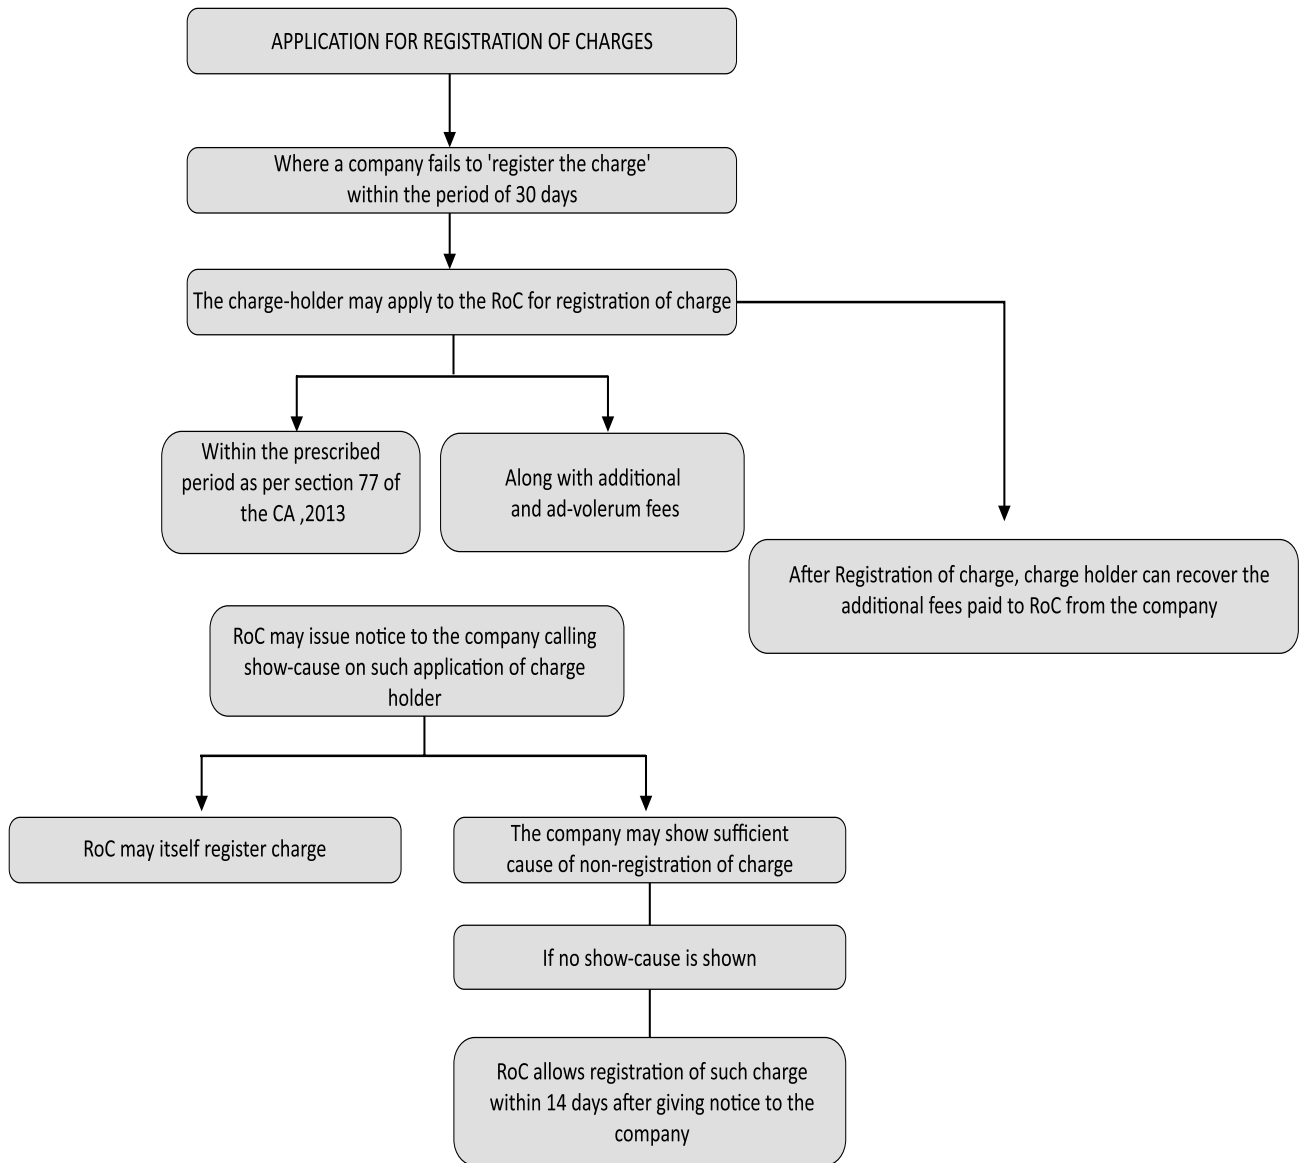 APPLICATION FOR REGISTRATION OF CHARGES
Where a company fails to 'register the charge'
within the period of 30 days
The charge-holder may apply to the RoC for registration of charge
Within the prescribed
period as per section 77 of
the CA ,2013
Along with additional
and ad-volerum fees
After Registration of charge, charge holder can recover the
additional fees paid to RoC from the company
RoC may issue notice to the company calling
show-cause on such application of charge
holder
RoC may itself register charge
The company may show sufficient
cause of non-registration of charge
If no show-cause is shown
RoC allows registration of such charge
within 14 days after giving notice to the
company